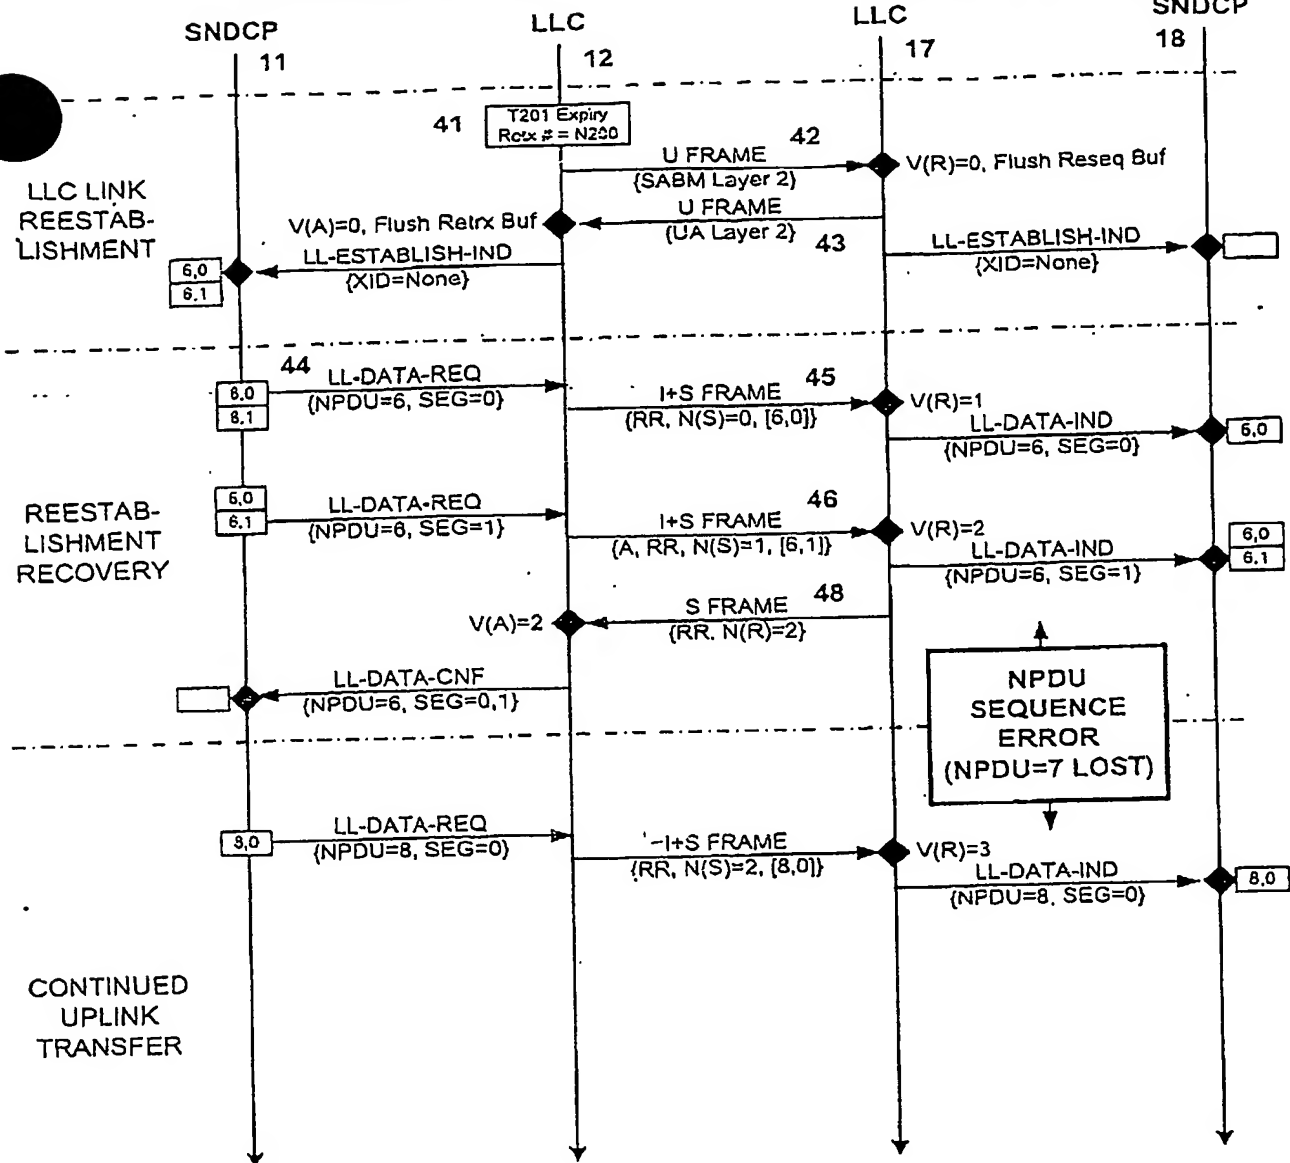 SNDCP
LLC
LLC
SNDCP
11
12
17
18
41
T201 Expiry
Retx # = N200
42
U FRAME
{SABM Layer 2}
V(R)=0, Flush Reseq Buf
LLC LINK
REESTAB-
LISHMENT
V(A)=0, Flush Retrx Buf
U FRAME
{UA Layer 2}
43
LL-ESTABLISH-IND
{XID=None}
LL-ESTABLISH-IND
{XID=None}
6,0
6.1
44
LL-DATA-REQ
{NPDU=6, SEG=0}
6.0
6.1
I+S FRAME
45
{RR, N(S)=0, [6,0]}
V(R)=1
LL-DATA-IND
{NPDU=6, SEG=0}
6,0
REESTAB-
LISHMENT
RECOVERY
6,0
6.1
LL-DATA-REQ
{NPDU=6, SEG=1}
46
I+S FRAME
{A, RR, N(S)=1, [6,1]}
V(R)=2
LL-DATA-IND
{NPDU=6, SEG=1}
6,0
6.1
S FRAME
48
{RR. N(R)=2}
V(A)=2
LL-DATA-CNF
{NPDU=6, SEG=0,1}
NPDU
SEQUENCE
ERROR
(NPDU=7 LOST)
8,0
LL-DATA-REQ
{NPDU=8, SEG=0}
I+S FRAME
{RR, N(S)=2, [8,0]}
V(R)=3
LL-DATA-IND
{NPDU=8, SEG=0}
8,0
CONTINUED
UPLINK
TRANSFER